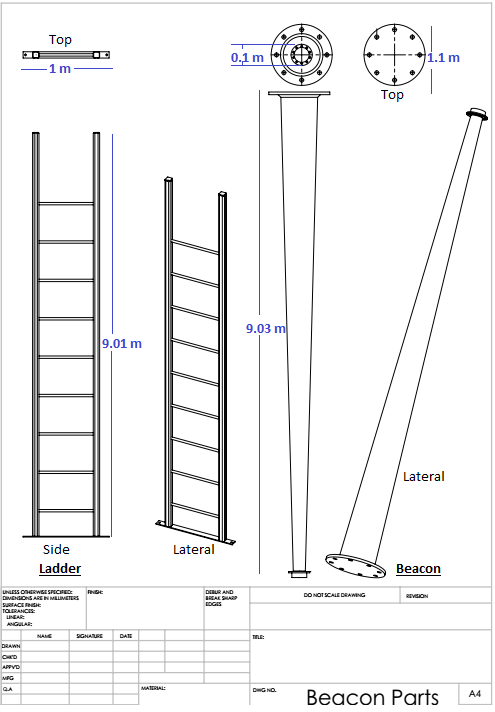 Top
1 m
0.1 m
1.1 m
Top
9.01 m
9.03 m
Lateral
Side
Lateral
Ladder
Beacon
UNLESS OTHERWISE SPECIFIED:
DIMENSIONS ARE IN MILLIMETERS
SURFACE FINISH:
TOLERANCES:
LINEAR:
ANGULAR:
FINISH:
DEBUR AND
BREAK SHARP
EDGES
DO NOT SCALE DRAWING
REVISION
NAME
SIGNATURE
DATE
TITLE:
DRAWN
CHK'D
APPV'D
MFG
Q.A
MATERIAL:
DWG NO.
Beacon Parts
A4